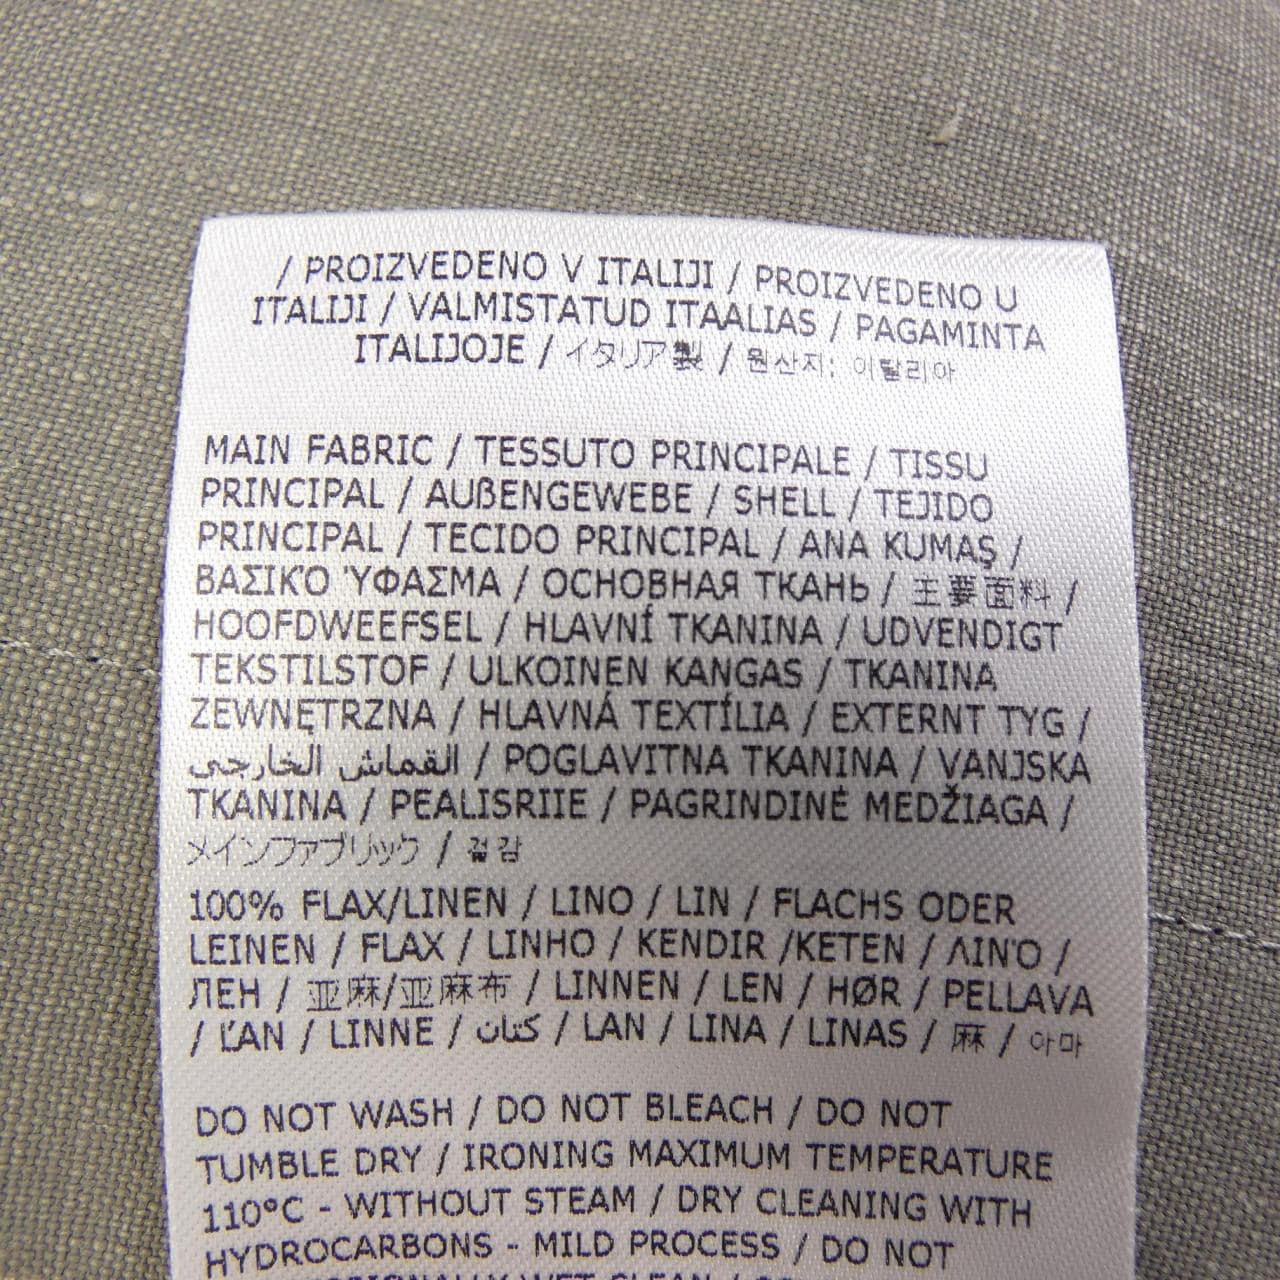 / PROIZVEDENO V ITALIJI / PROIZVEDENO U
ITALIJI / VALMISTATUD ITAALIAS / PAGAMINTA
ITALIJOJE / イタリア製 / 원산지: 이탈리아
MAIN FABRIC / TESSUTO PRINCIPALE / TISSU
PRINCIPAL / AUßENGEWEBE / SHELL / TEJIDO
PRINCIPAL / TECIDO PRINCIPAL / ANA KUMAŞ /
ΒΑΣΙΚΌ ΎΦΑΣΜΑ / ОСНОВНАЯ ТКАНЬ / 主要面料 /
HOOFDWEEFSEL / HLAVNÍ TKANINA / UDVENDIGT
TEKSTILSTOF / ULKOINEN KANGAS / TKANINA
ZEWNĘTRZNA / HLAVNÁ TEXTÍLIA / EXTERNT TYG /
القماش الخارجي / POGLAVITNA TKANINA / VANJSKA
TKANINA / PEALISRIIE / PAGRINDINĖ MEDŽIAGA /
メインファブリック / 겉감
100% FLAX/LINEN / LINO / LIN / FLACHS ODER
LEINEN / FLAX / LINHO / KENDIR /KETEN / ΛΙΝΌ /
ЛЕН / 亚麻/亚麻布 / LINNEN / LEN / HØR / PELLAVA
/ ĽAN / LINNE / كتان / LAN / LINA / LINAS / 麻 / 아마
DO NOT WASH / DO NOT BLEACH / DO NOT
TUMBLE DRY / IRONING MAXIMUM TEMPERATURE
110°C - WITHOUT STEAM / DRY CLEANING WITH
HYDROCARBONS - MILD PROCESS / DO NOT